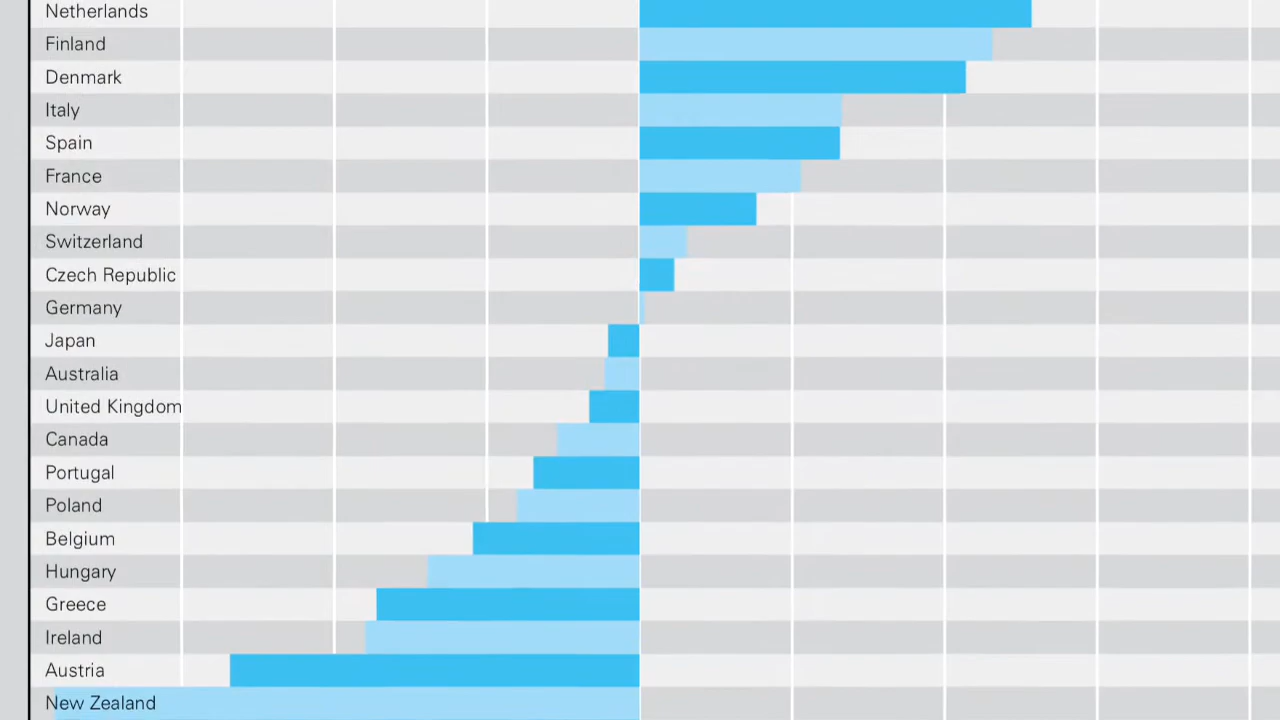 Netherlands
Finland
Denmark
Italy
Spain
France
Norway
Switzerland
Czech Republic
Germany
Japan
Australia
United Kingdom
Canada
Portugal
Poland
Belgium
Hungary
Greece
Ireland
Austria
New Zealand